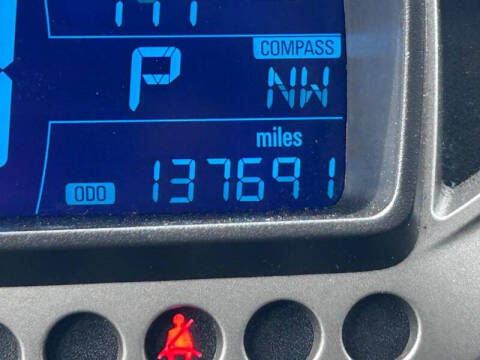 COMPASS
P NW
miles
ODO 137691